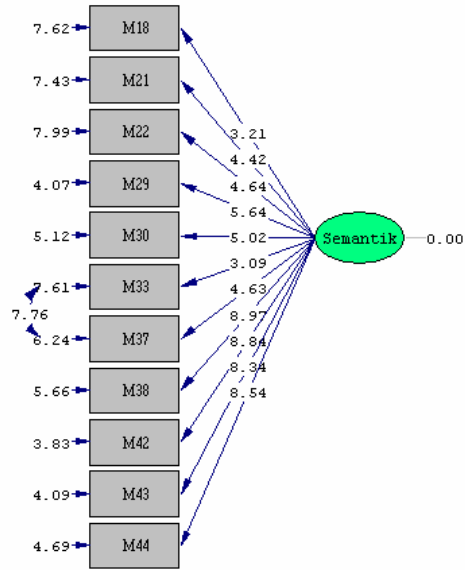 7.62 M18
7.43 M21
7.99 M22
4.07 M29
5.12 M30
7.61 M33
7.76
6.24 M37
5.66 M38
3.83 M42
4.09 M43
4.69 M44
3.21
4.42
4.64
5.64
5.02
3.09
4.63
8.97
8.84
8.34
8.54
Semantik 0.00